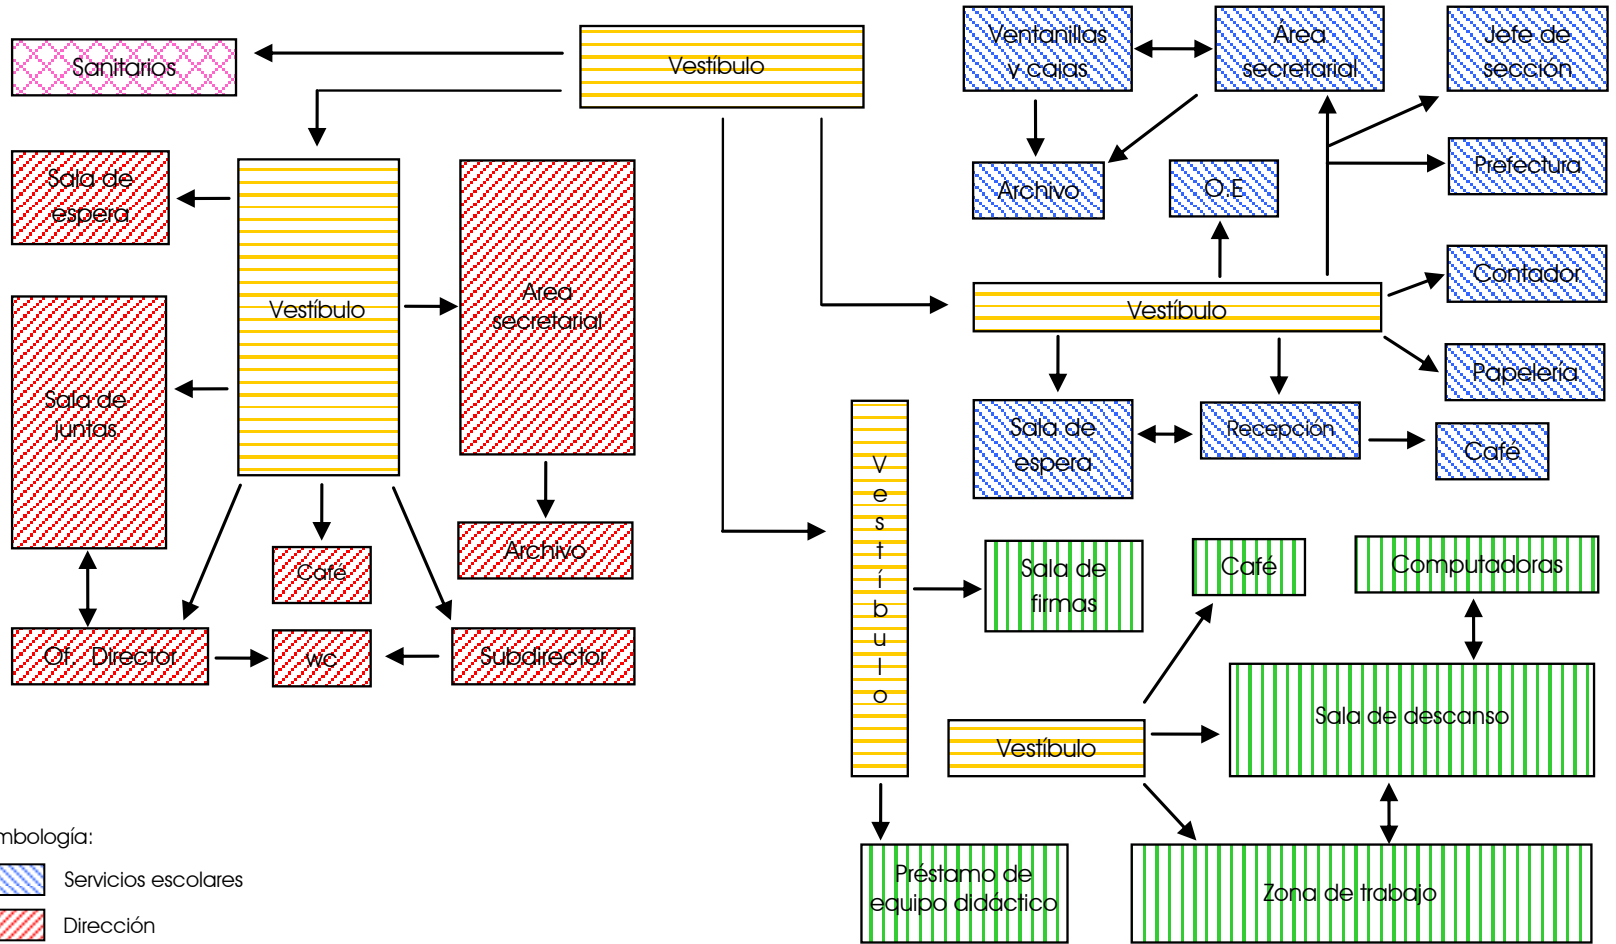 Sanitarios
Vestíbulo
Ventanillas
y cajas
Area
secretarial
Jefe de
sección
Sala de
espera
Archivo
O.E
Prefectura
Vestíbulo
Area
secretarial
Contador
Vestíbulo
Sala de
juntas
Papelería
Sala de
espera
Recepción
Café
V
e
s
t
í
b
u
l
o
Archivo
Café
Sala de
firmas
Café
Computadoras
Of. Director
wc
Subdirector
Sala de descanso
Vestíbulo
Préstamo de
equipo didáctico
Zona de trabajo
mbología:
Servicios escolares
Dirección